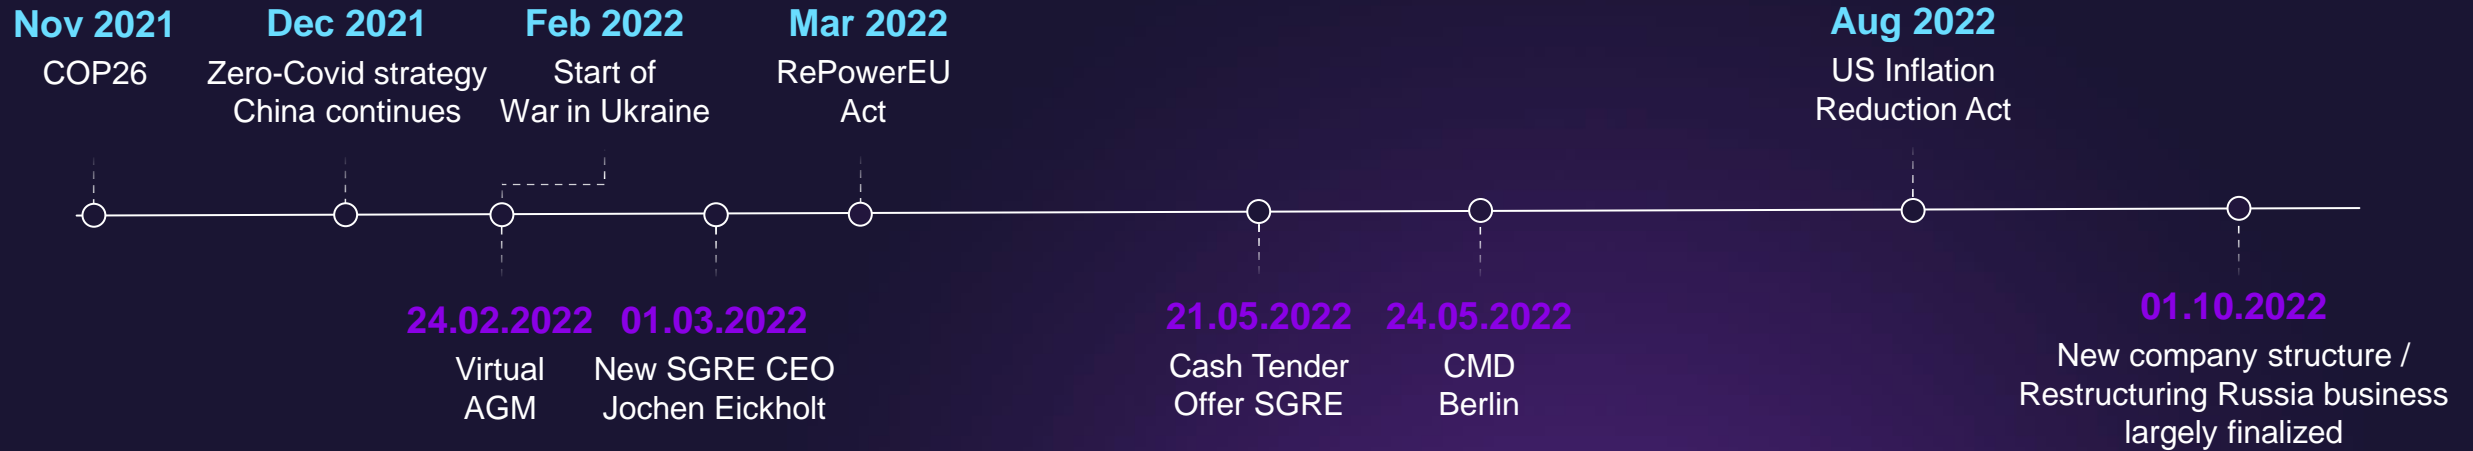 Nov 2021
COP26
Dec 2021
Zero-Covid strategy
China continues
Feb 2022
Start of
War in Ukraine
Mar 2022
RePowerEU
Act
Aug 2022
US Inflation
Reduction Act
24.02.2022
Virtual
AGM
01.03.2022
New SGRE CEO
Jochen Eickholt
21.05.2022
Cash Tender
Offer SGRE
24.05.2022
CMD
Berlin
01.10.2022
New company structure /
Restructuring Russia business
largely finalized